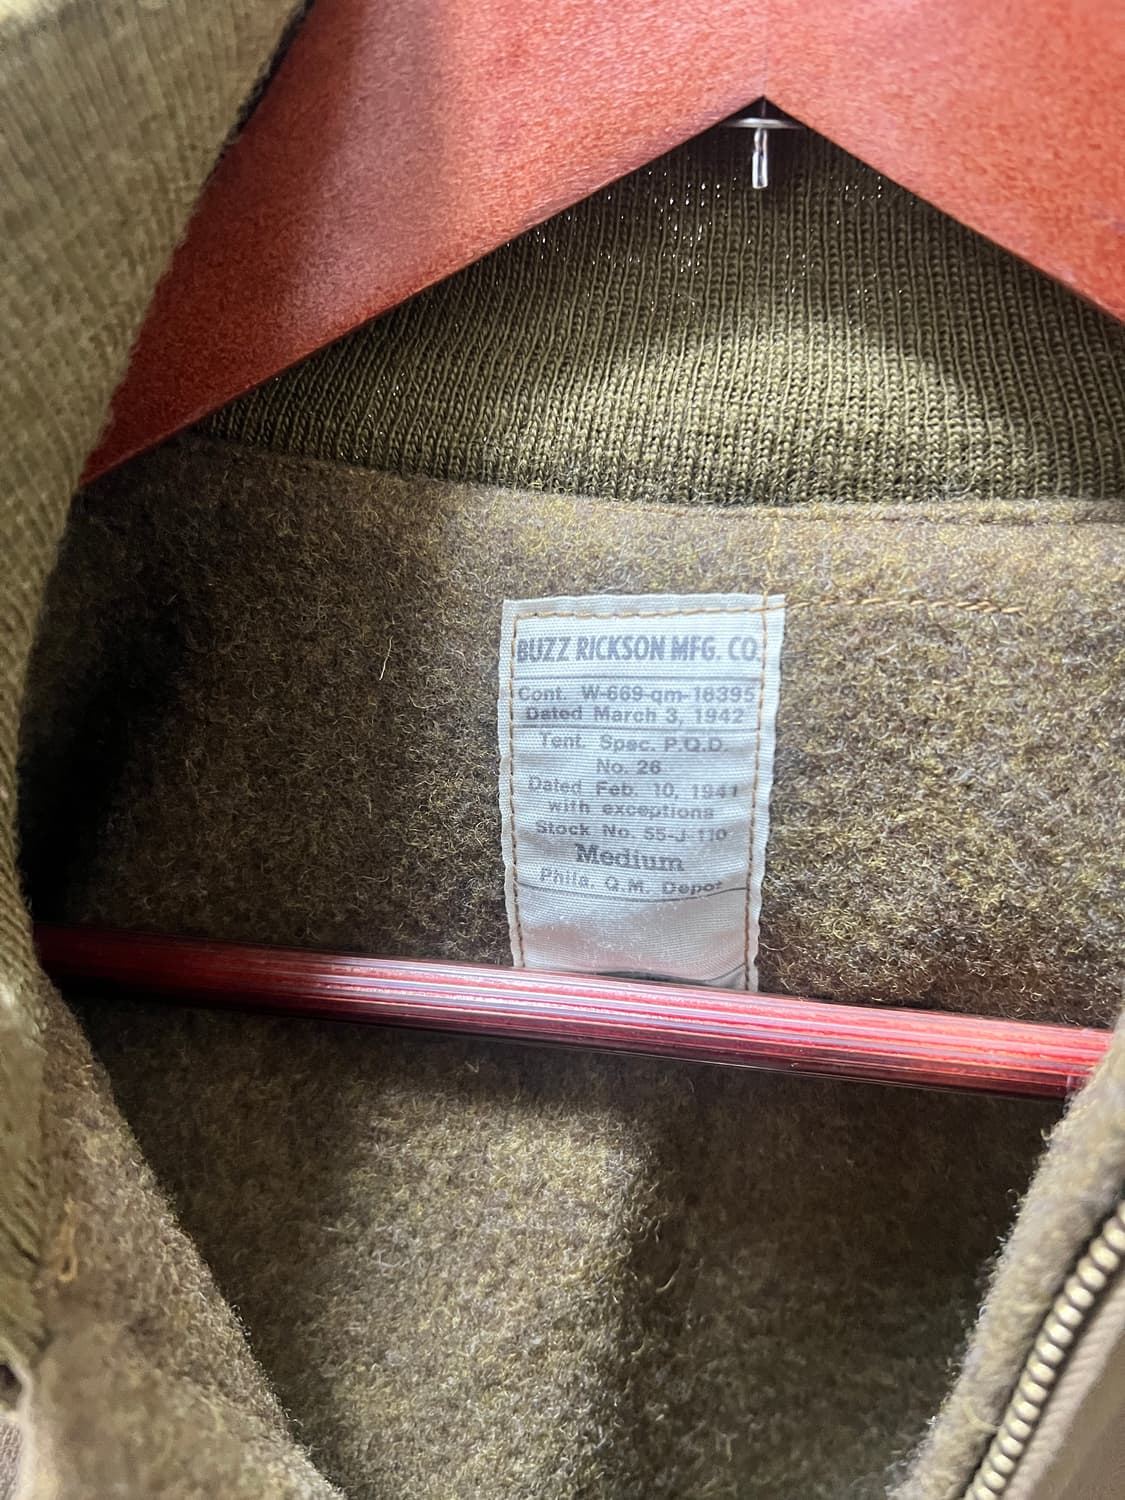 BUZZ RICKSON MFG. CO.
Cont. W-669-qm-18395
Dated March 3, 1942
Tent. Spec. P.Q.D.
No. 26
Dated Feb. 10, 1941
with exceptions
Stock No. 55-J-110
Medium
Phila. Q.M. Depot